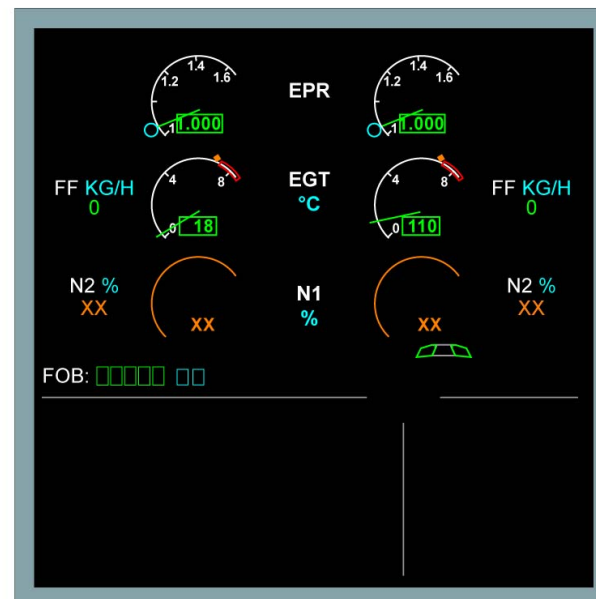 1.2 1.4 1.6 1 1.000 EPR 1.2 1.4 1.6 1 1.000
FF KG/H 4 8 EGT 4 8 FF KG/H
0 0 18 °C 0 110 0
N2 % N1 N2 %
XX XX % XX XX
FOB: